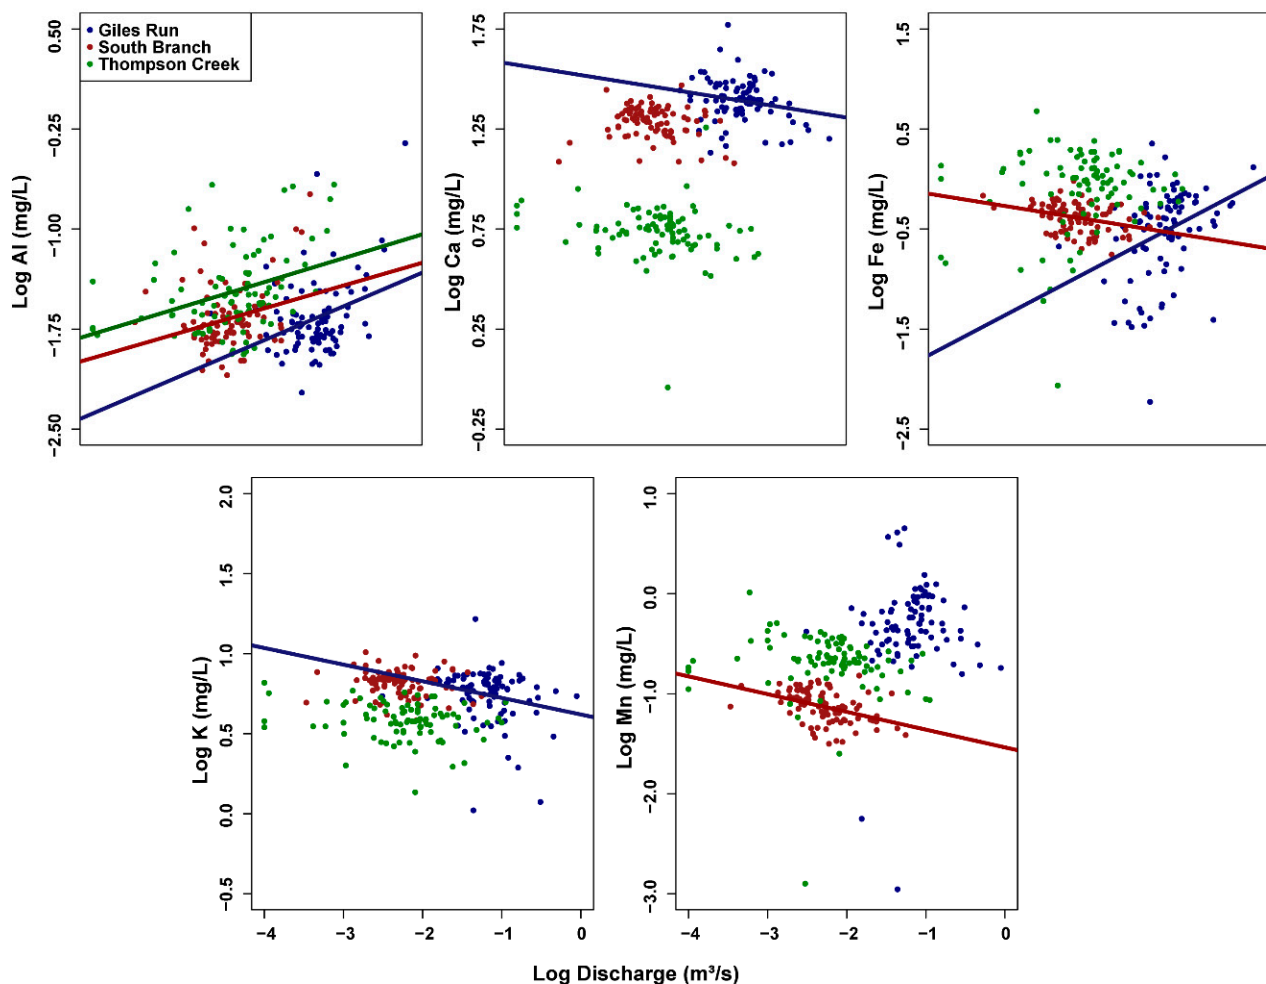 Giles Run
South Branch
Thompson Creek
Log Al (mg/L)
0.50
−0.25
−1.00
−1.75
−2.50
Log Ca (mg/L)
1.75
1.25
0.75
0.25
−0.25
Log Fe (mg/L)
1.5
0.5
−0.5
−1.5
−2.5
Log K (mg/L)
2.0
1.5
1.0
0.5
0.0
−0.5
−4 −3 −2 −1 0
Log Mn (mg/L)
1.0
0.0
−1.0
−2.0
−3.0
−4 −3 −2 −1 0
Log Discharge (m³/s)